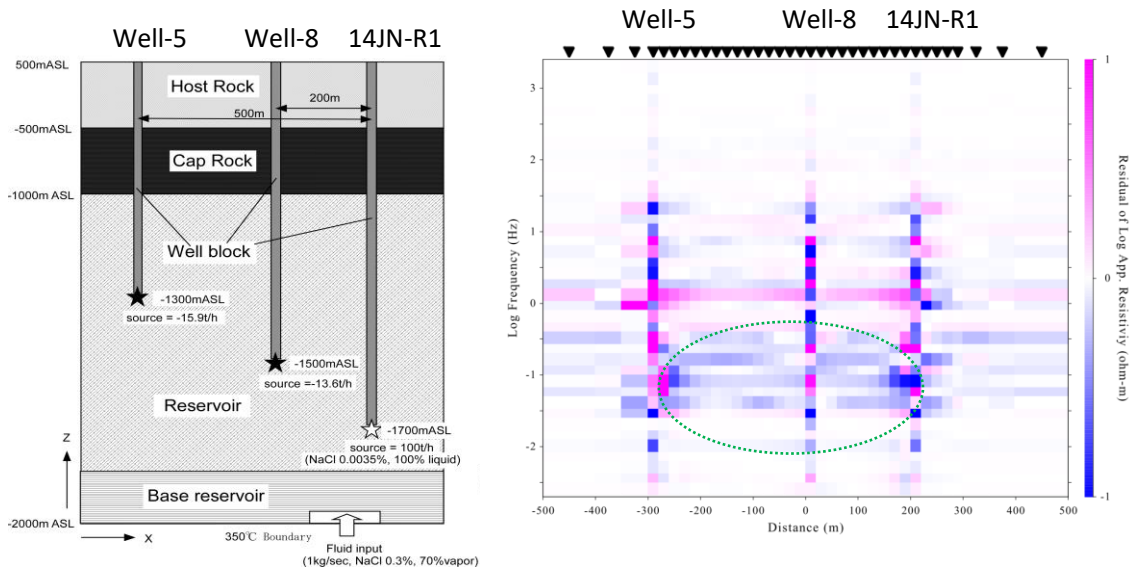 Well-5 Well-8 14JN-R1
500mASL
Host Rock
200m
500m
-500mASL
Cap Rock
-1000m ASL
Well block
-1300mASL
source = -15.9t/h
-1500mASL
source =-13.6t/h
Reservoir
-1700mASL
source = 100t/h
(NaCl 0.0035%, 100% liquid)
Z
Base reservoir
-2000m ASL
X
350℃ Boundary
Fluid input
(1kg/sec, NaCl 0.3%, 70%vapor)
Well-5 Well-8 14JN-R1
Log Frequency (Hz)
3
2
1
0
-1
-2
-500 -400 -300 -200 -100 0 100 200 300 400 500
Distance (m)
1
0
-1
Residual of Log App. Resistiviy (ohm-m)